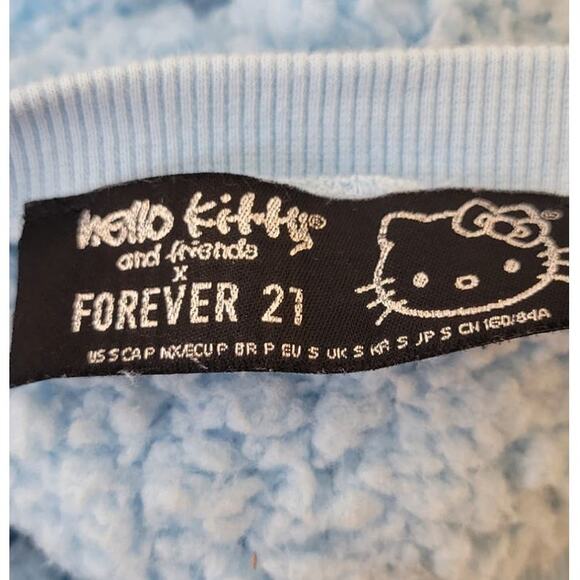 hello kitty®
and friends
x
FOREVER 21
US S CA P MX/ECU P BR P EU S UK S KR S JP S CN 160/84A